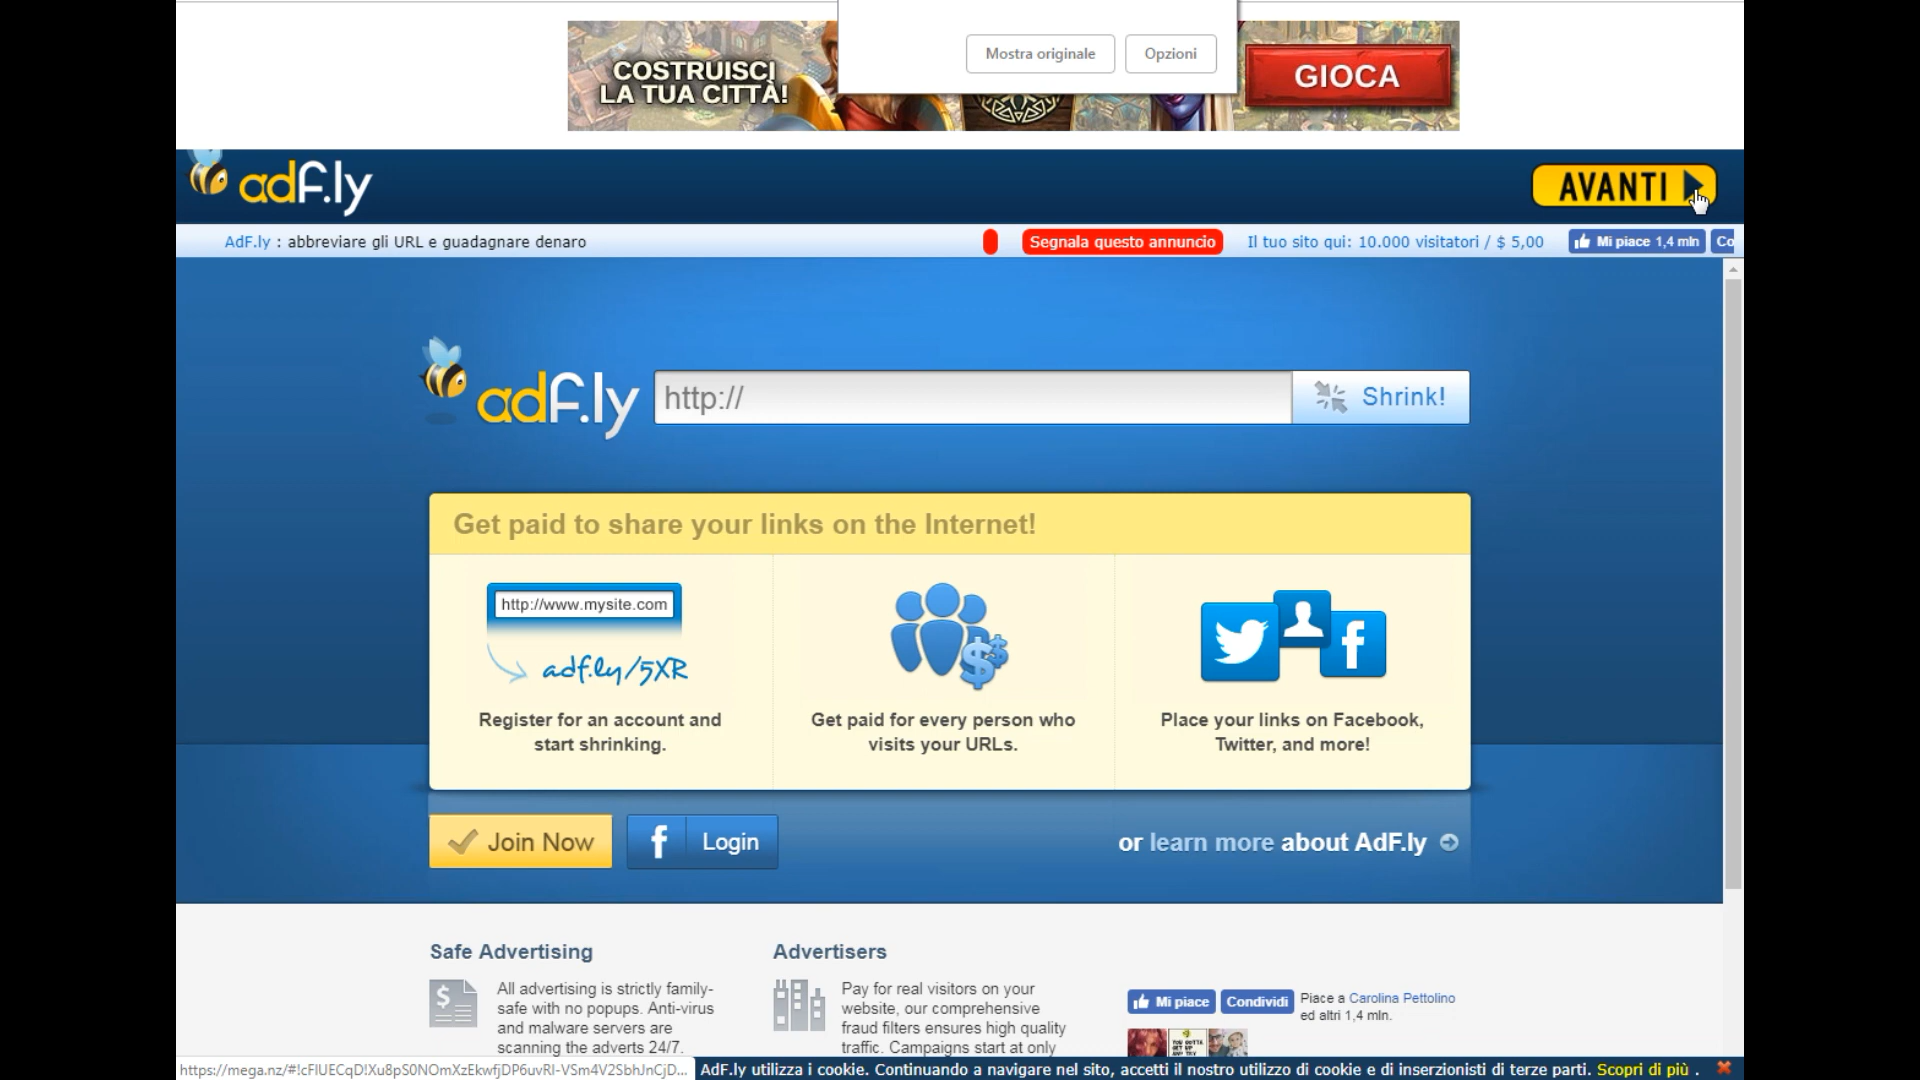 Mostra originale
Opzioni
COSTRUISCI
LA TUA CITTÀ!
GIOCA
adf.ly
AVANTI
AdF.ly : abbreviare gli URL e guadagnare denaro
Segnala questo annuncio
Il tuo sito qui: 10.000 visitatori / $ 5,00
Mi piace 1,4 mln
Co
adf.ly
http://
Shrink!
Get paid to share your links on the Internet!
http://www.mysite.com
adf.ly/5XR
Register for an account and
start shrinking.
Get paid for every person who
visits your URLs.
Place your links on Facebook,
Twitter, and more!
Join Now
Login
or learn more about AdF.ly
Safe Advertising
All advertising is strictly family-
safe with no popups. Anti-virus
and malware servers are
scanning the adverts 24/7.
Advertisers
Pay for real visitors on your
website, our comprehensive
fraud filters ensures high quality
traffic. Campaigns start at only
Mi piace
Condividi
Piace a Carolina Pettolino
ed altri 1,4 mln.
AdF.ly utilizza i cookie. Continuando a navigare nel sito, accetti il nostro utilizzo di cookie e di inserzionisti di terze parti. Scopri di più .